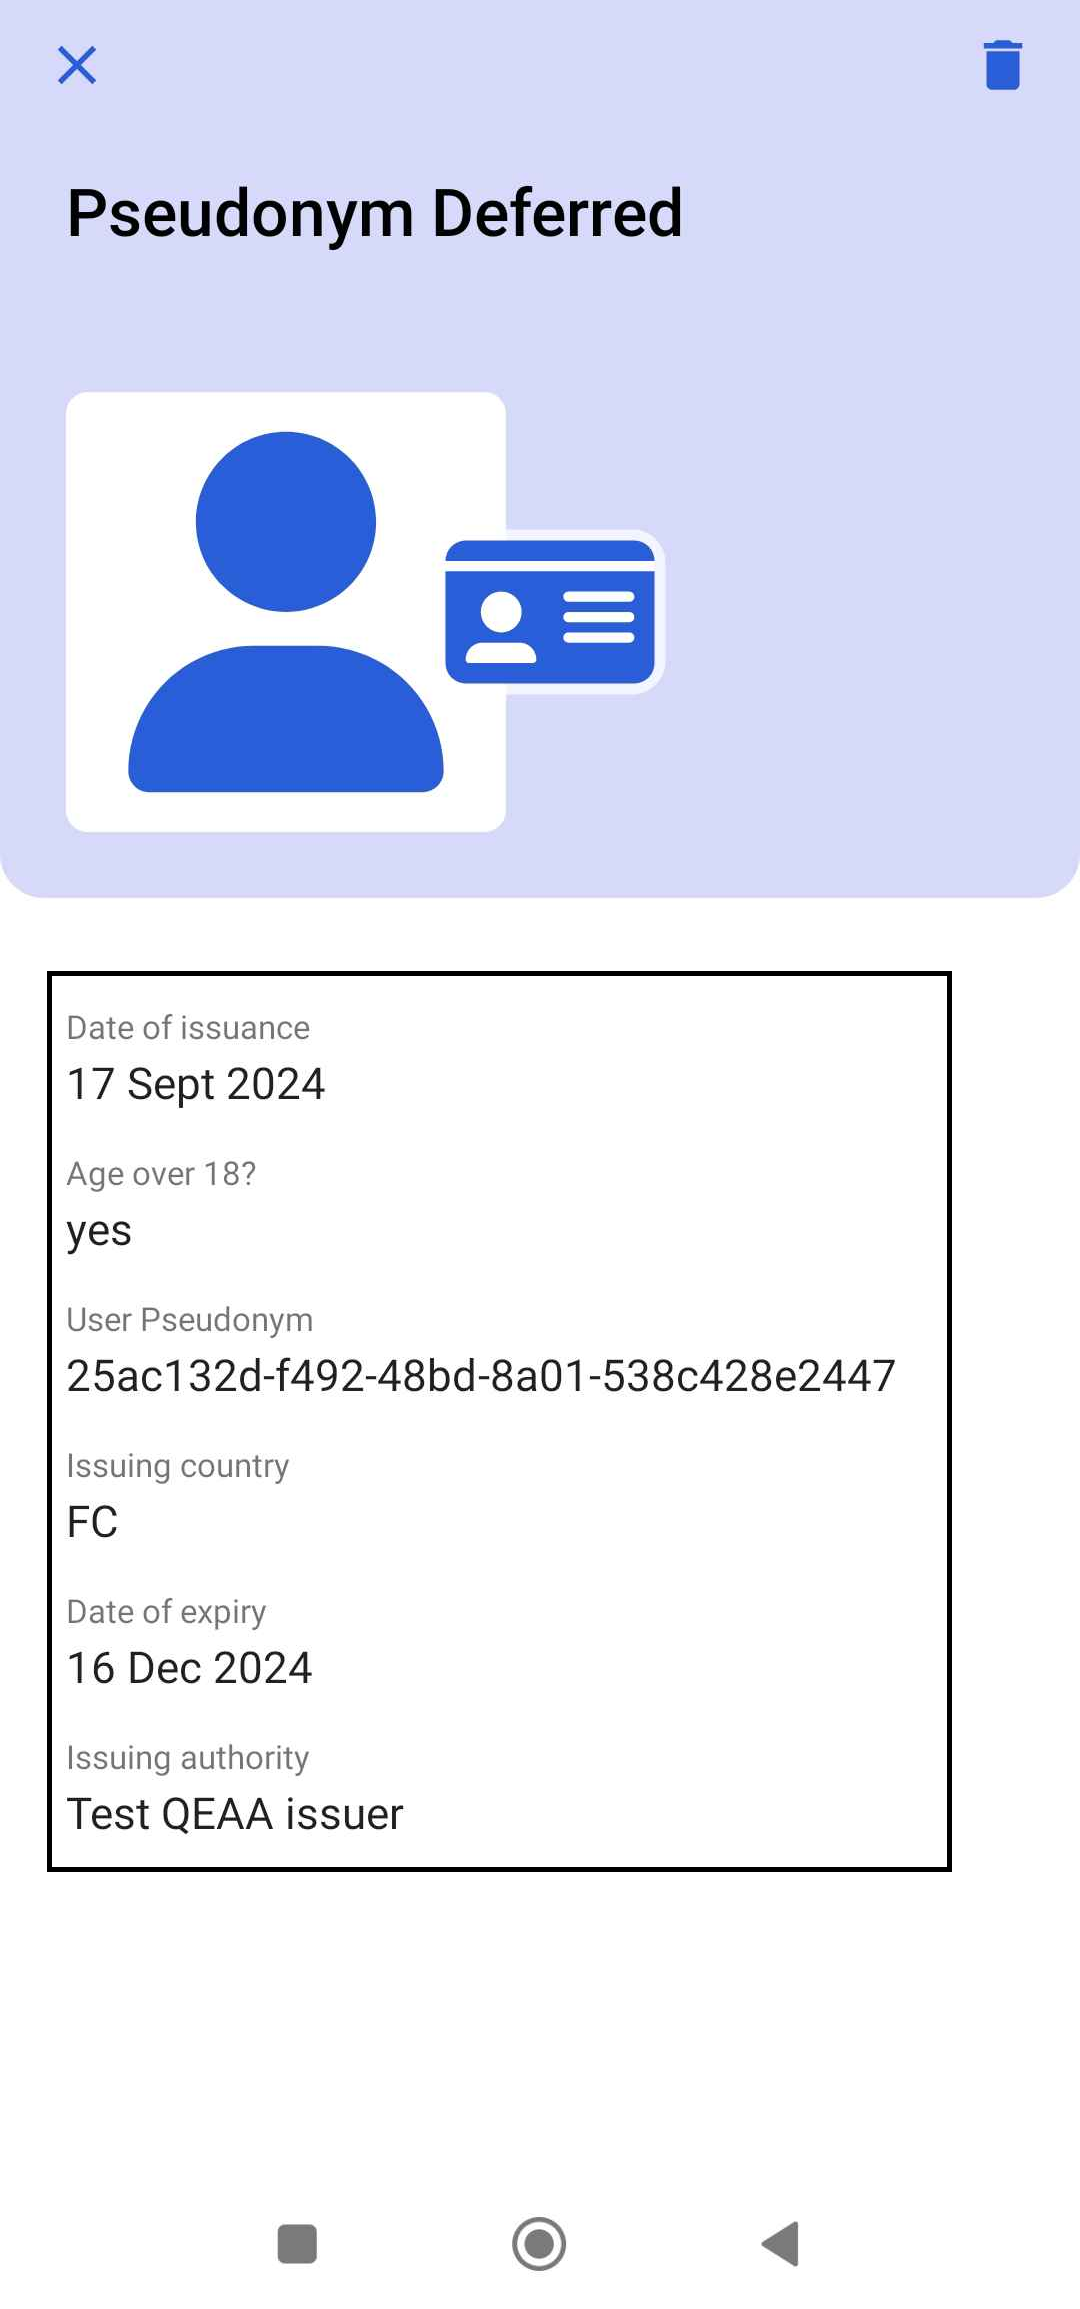 Pseudonym Deferred
Date of issuance
17 Sept 2024
Age over 18?
yes
User Pseudonym
25ac132d-f492-48bd-8a01-538c428e2447
Issuing country
FC
Date of expiry
16 Dec 2024
Issuing authority
Test QEAA issuer